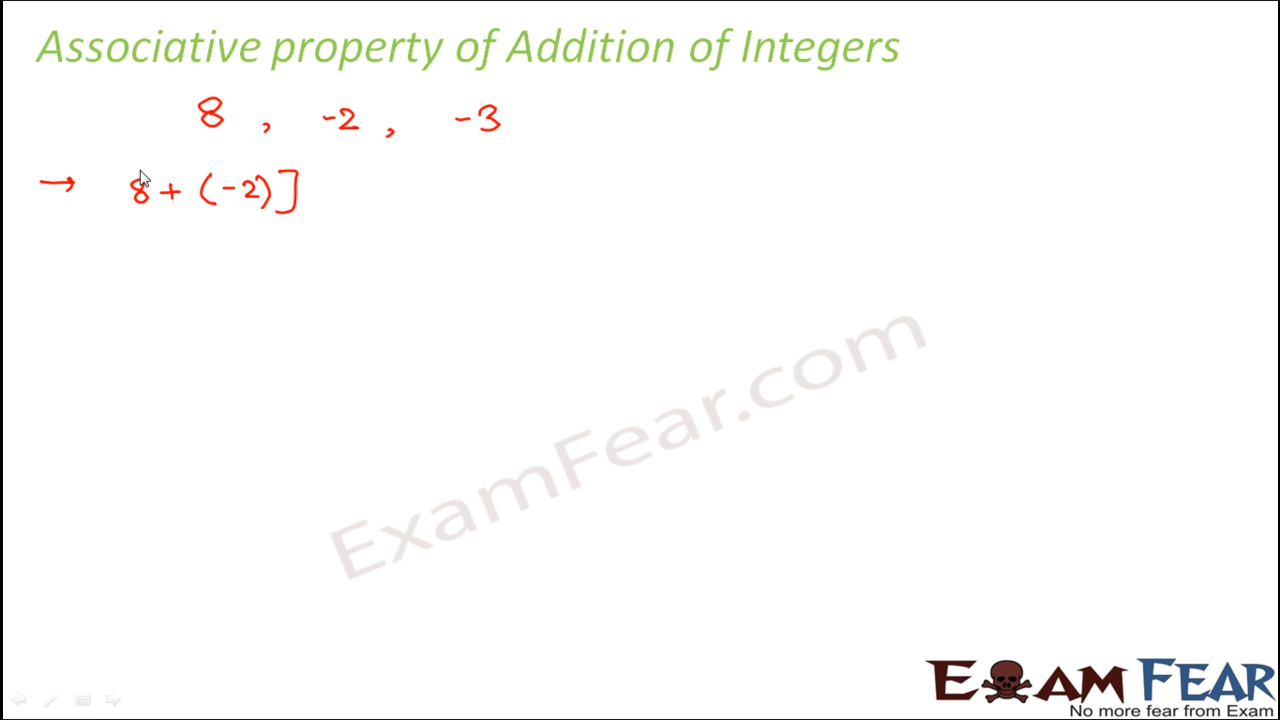 Associative property of Addition of Integers
8 , -2 , -3
→ 8 + (-2)]
ExamFear.com
EXAM FEAR
No more fear from Exam